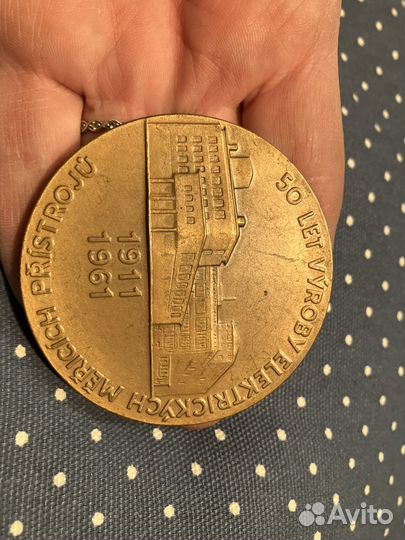 50 LET VÝROBY ELEKTRICKÝCH MĚŘICÍCH PŘÍSTROJŮ
1911
1961
Avito